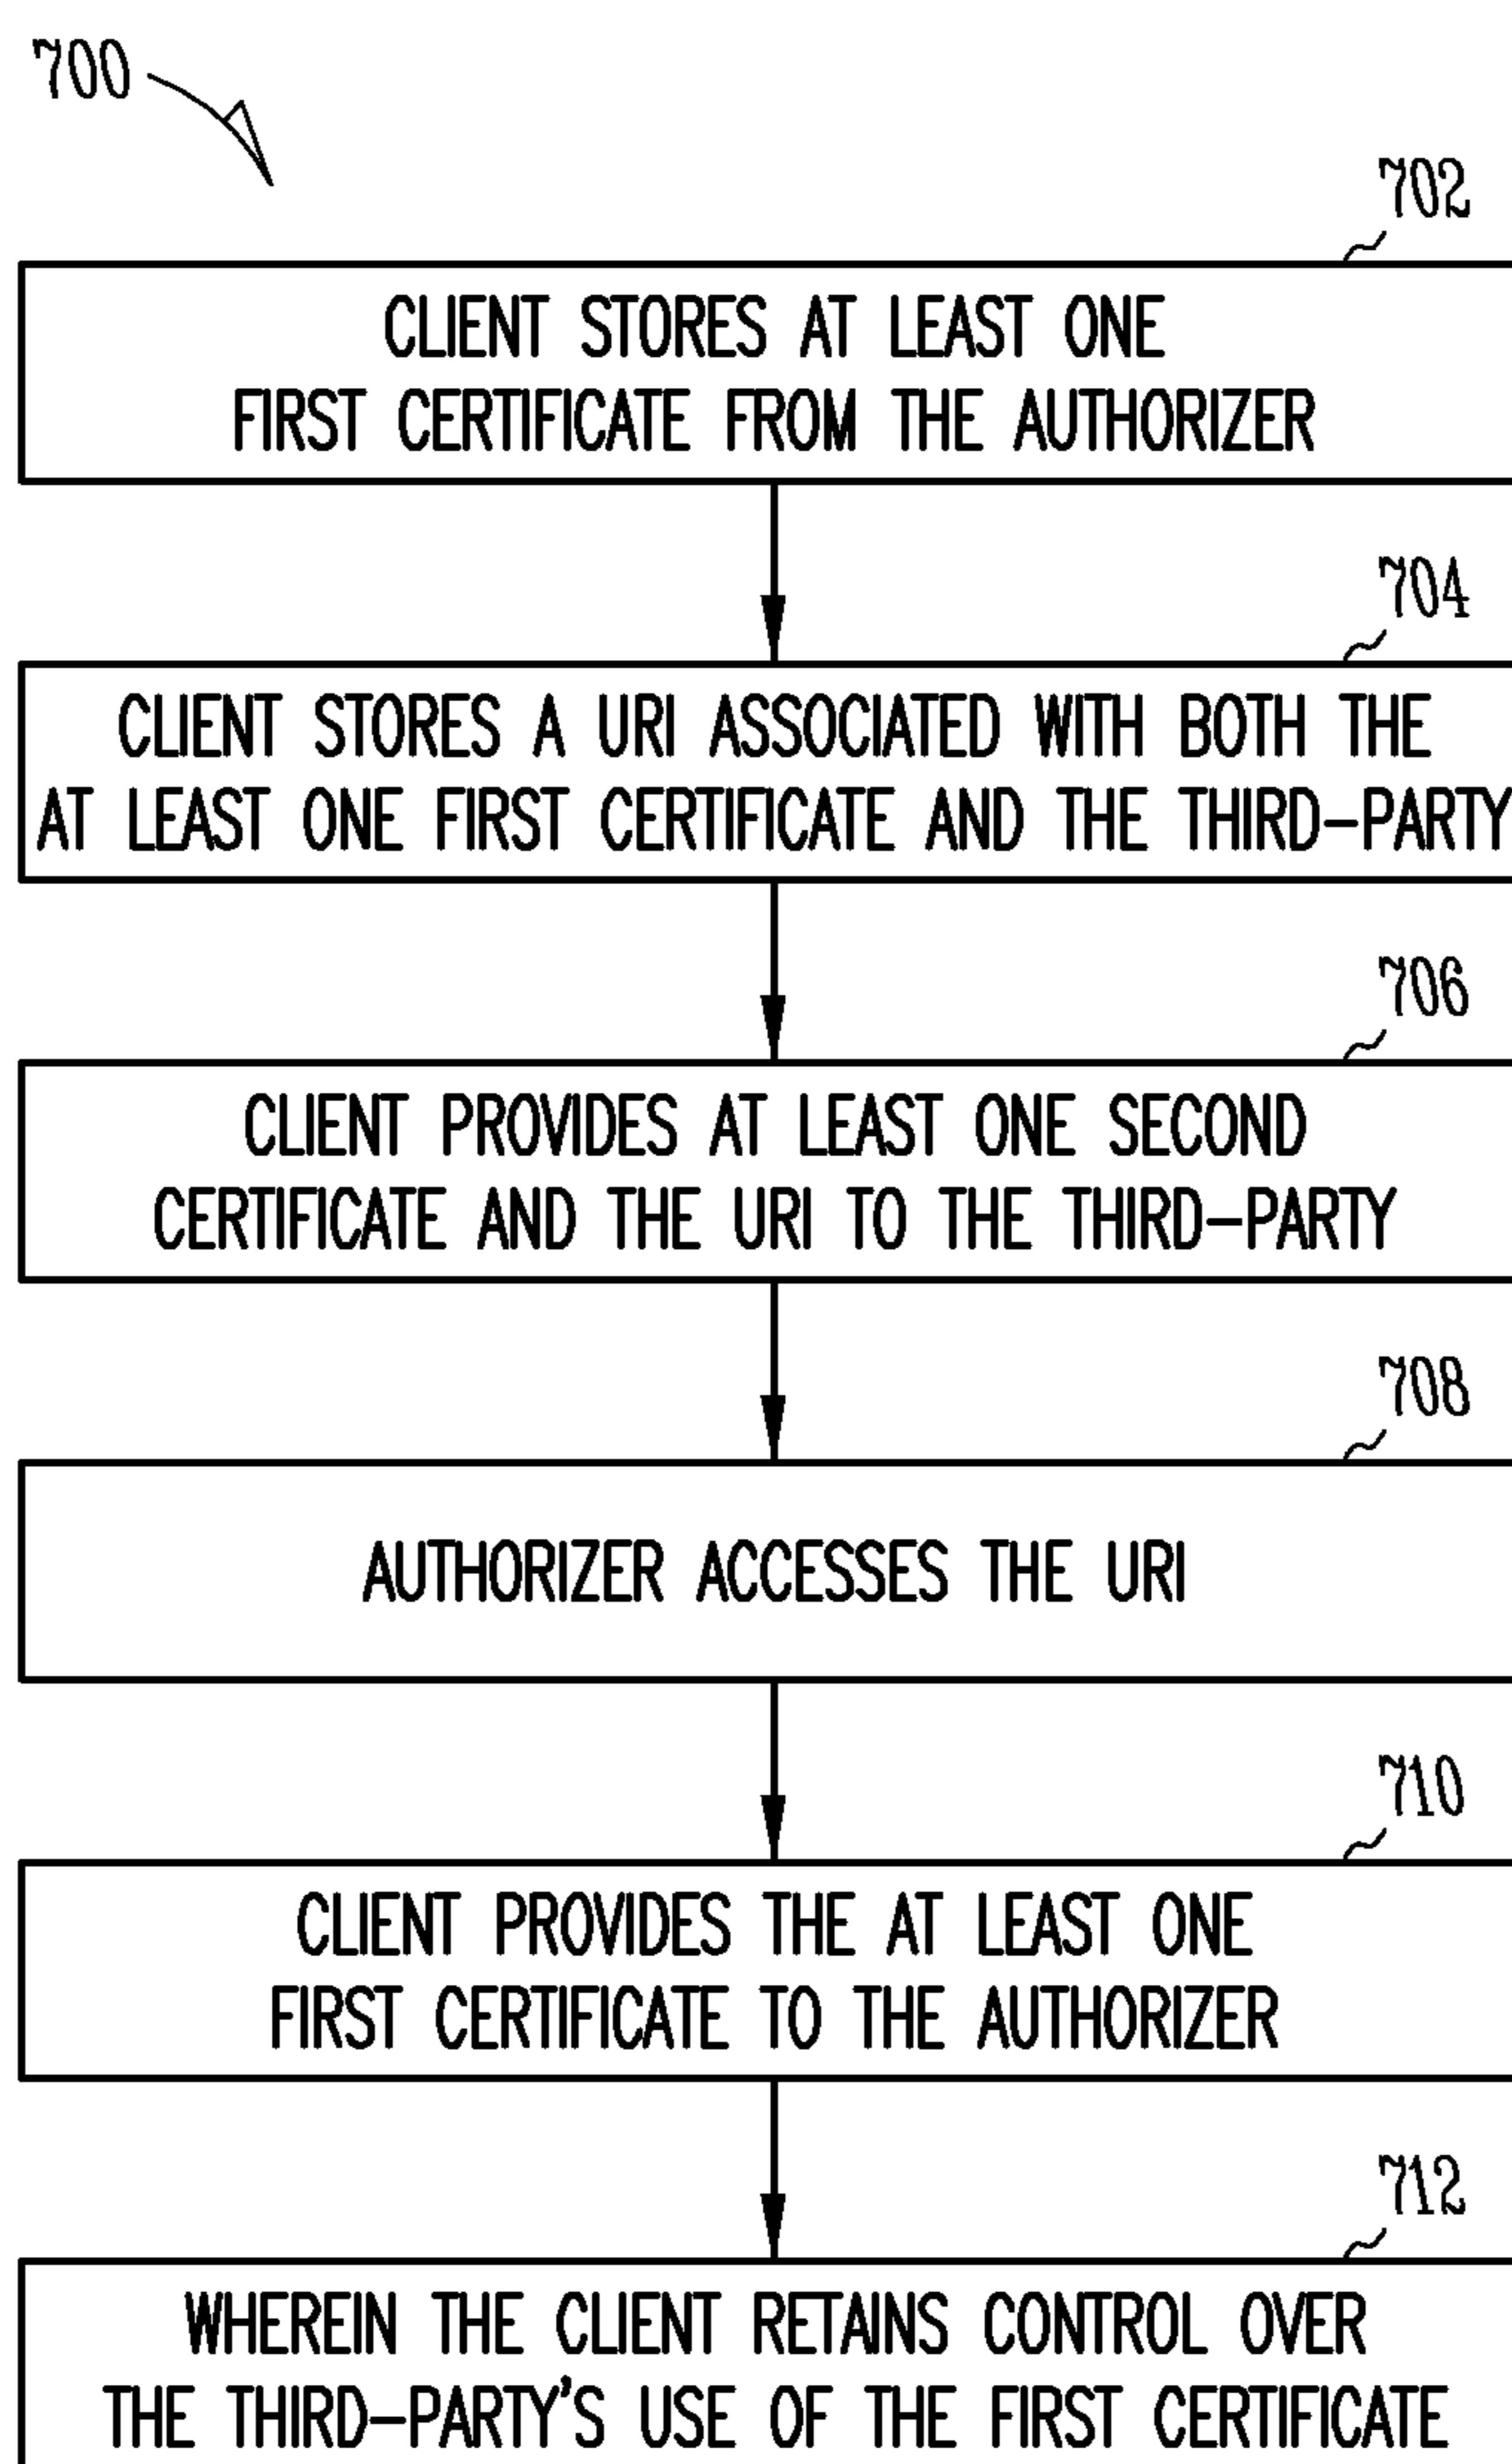 700
702
CLIENT STORES AT LEAST ONE
FIRST CERTIFICATE FROM THE AUTHORIZER
704
CLIENT STORES A URI ASSOCIATED WITH BOTH THE
AT LEAST ONE FIRST CERTIFICATE AND THE THIRD-PARTY
706
CLIENT PROVIDES AT LEAST ONE SECOND
CERTIFICATE AND THE URI TO THE THIRD-PARTY
708
AUTHORIZER ACCESSES THE URI
710
CLIENT PROVIDES THE AT LEAST ONE
FIRST CERTIFICATE TO THE AUTHORIZER
712
WHEREIN THE CLIENT RETAINS CONTROL OVER
THE THIRD-PARTY'S USE OF THE FIRST CERTIFICATE